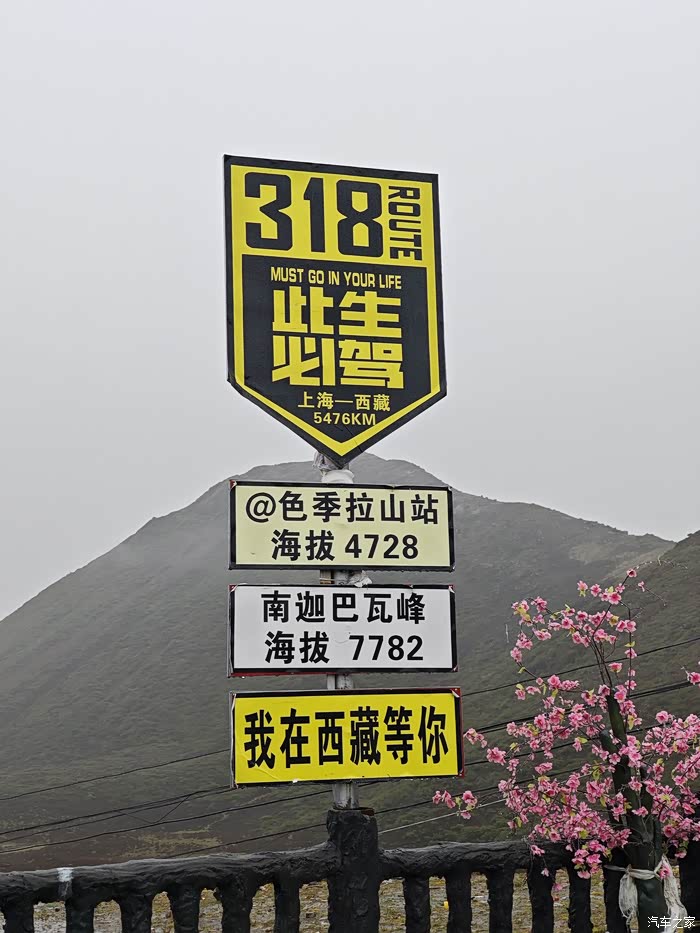 318
ROUTE
MUST GO IN YOUR LIFE
此生
必驾
上海—西藏
5476KM
@色季拉山站
海拔 4728
南迦巴瓦峰
海拔 7782
我在西藏等你
汽车之家